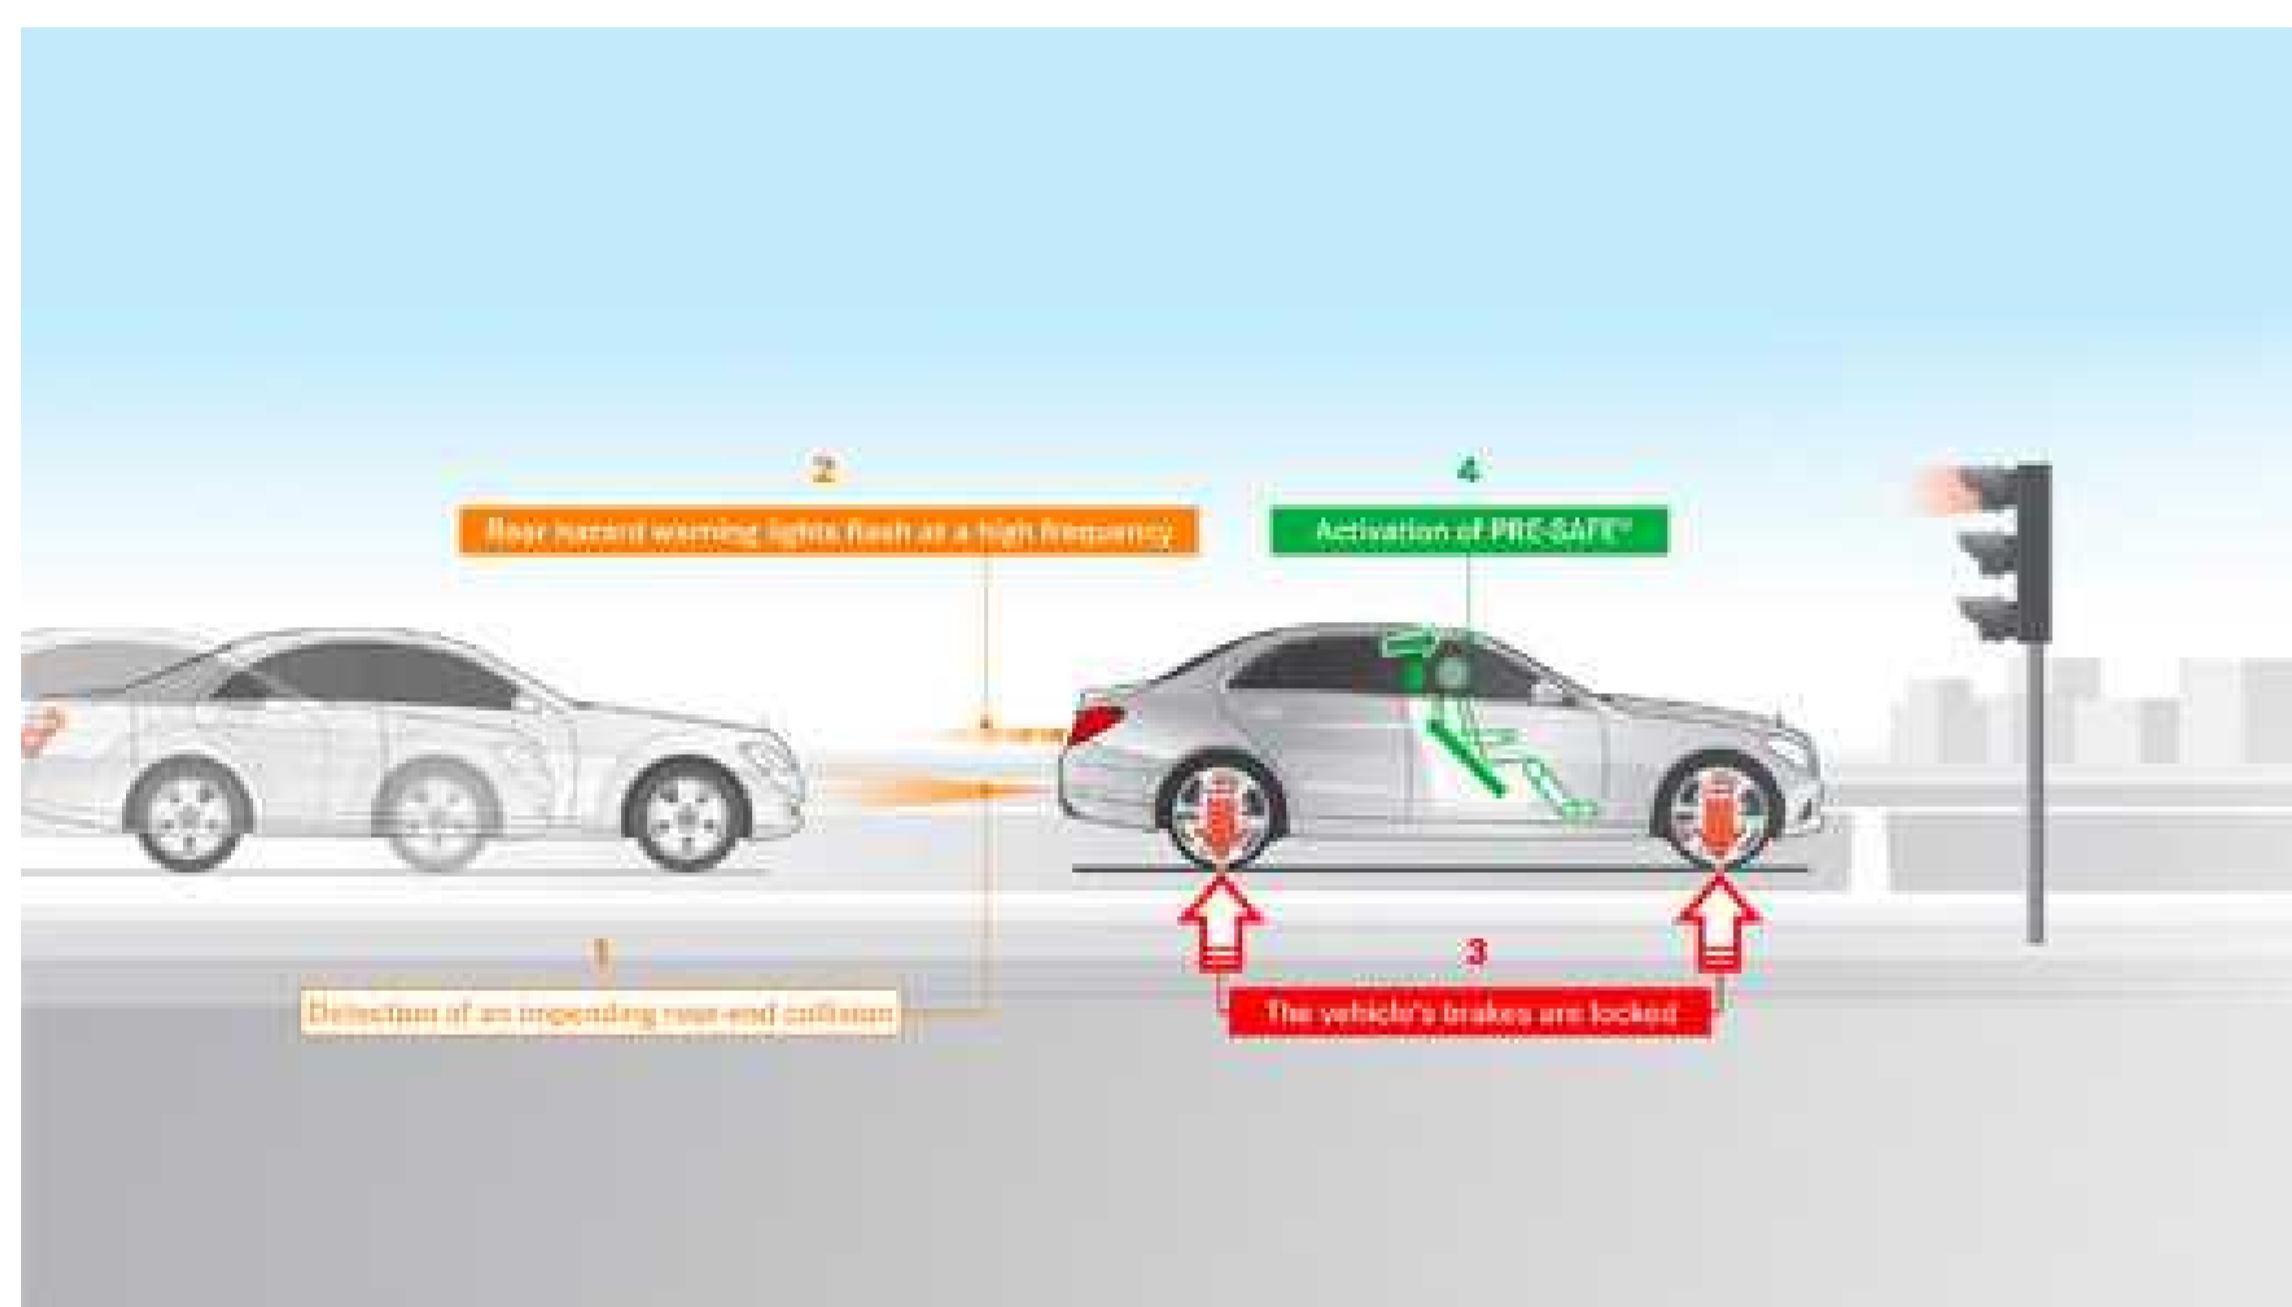 2
Rear hazard warning lights flash at a high frequency
4
Activation of PRE-SAFE®
1
Detection of an impending rear-end collision
3
The vehicle's brakes are locked